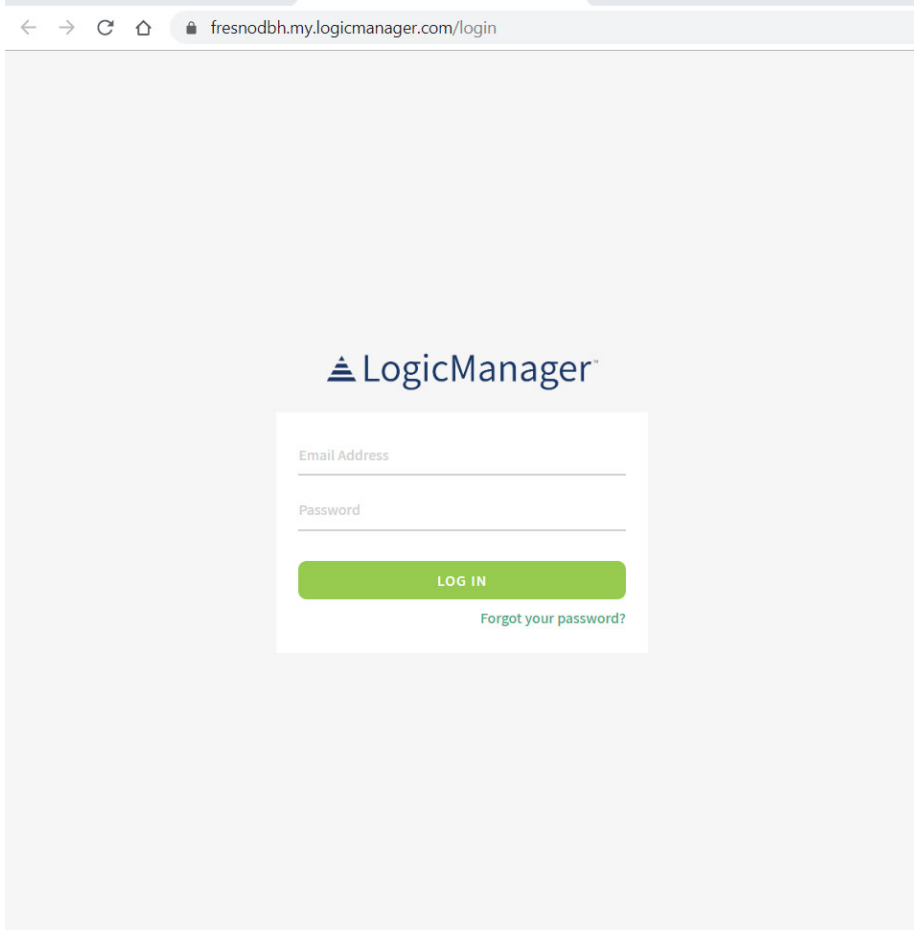 fresnodbh.my.logicmanager.com/login
LogicManager™
Email Address
Password
LOG IN
Forgot your password?